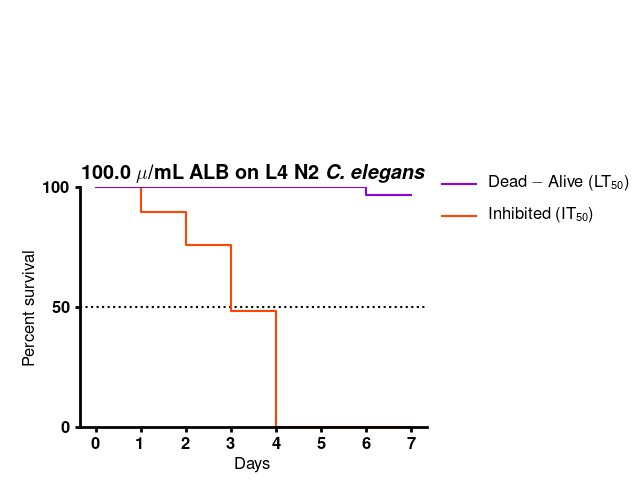 100.0 μ/mL ALB on L4 N2 C. elegans
Dead − Alive (LT₅₀)
Inhibited (IT₅₀)
Percent survival
100
50
0
0 1 2 3 4 5 6 7
Days